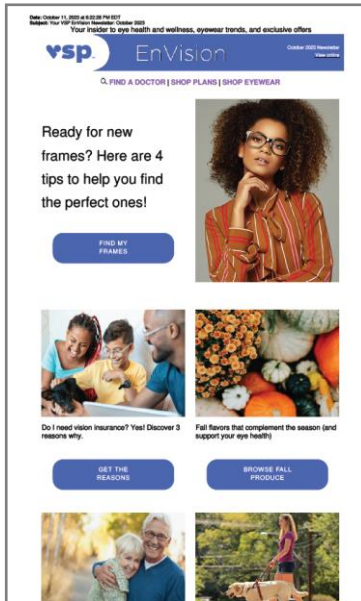 Date: October 11, 2023 at 8:22:28 PM EDT
Subject: Your VSP EnVision Newsletter: October 2023
Your insider to eye health and wellness, eyewear trends, and exclusive offers
vsp.
EnVision
October 2023 Newsletter
View online
FIND A DOCTOR | SHOP PLANS | SHOP EYEWEAR
Ready for new
frames? Here are 4
tips to help you find
the perfect ones!
FIND MY
FRAMES
Do I need vision insurance? Yes! Discover 3
reasons why.
GET THE
REASONS
Fall flavors that complement the season (and
support your eye health)
BROWSE FALL
PRODUCE